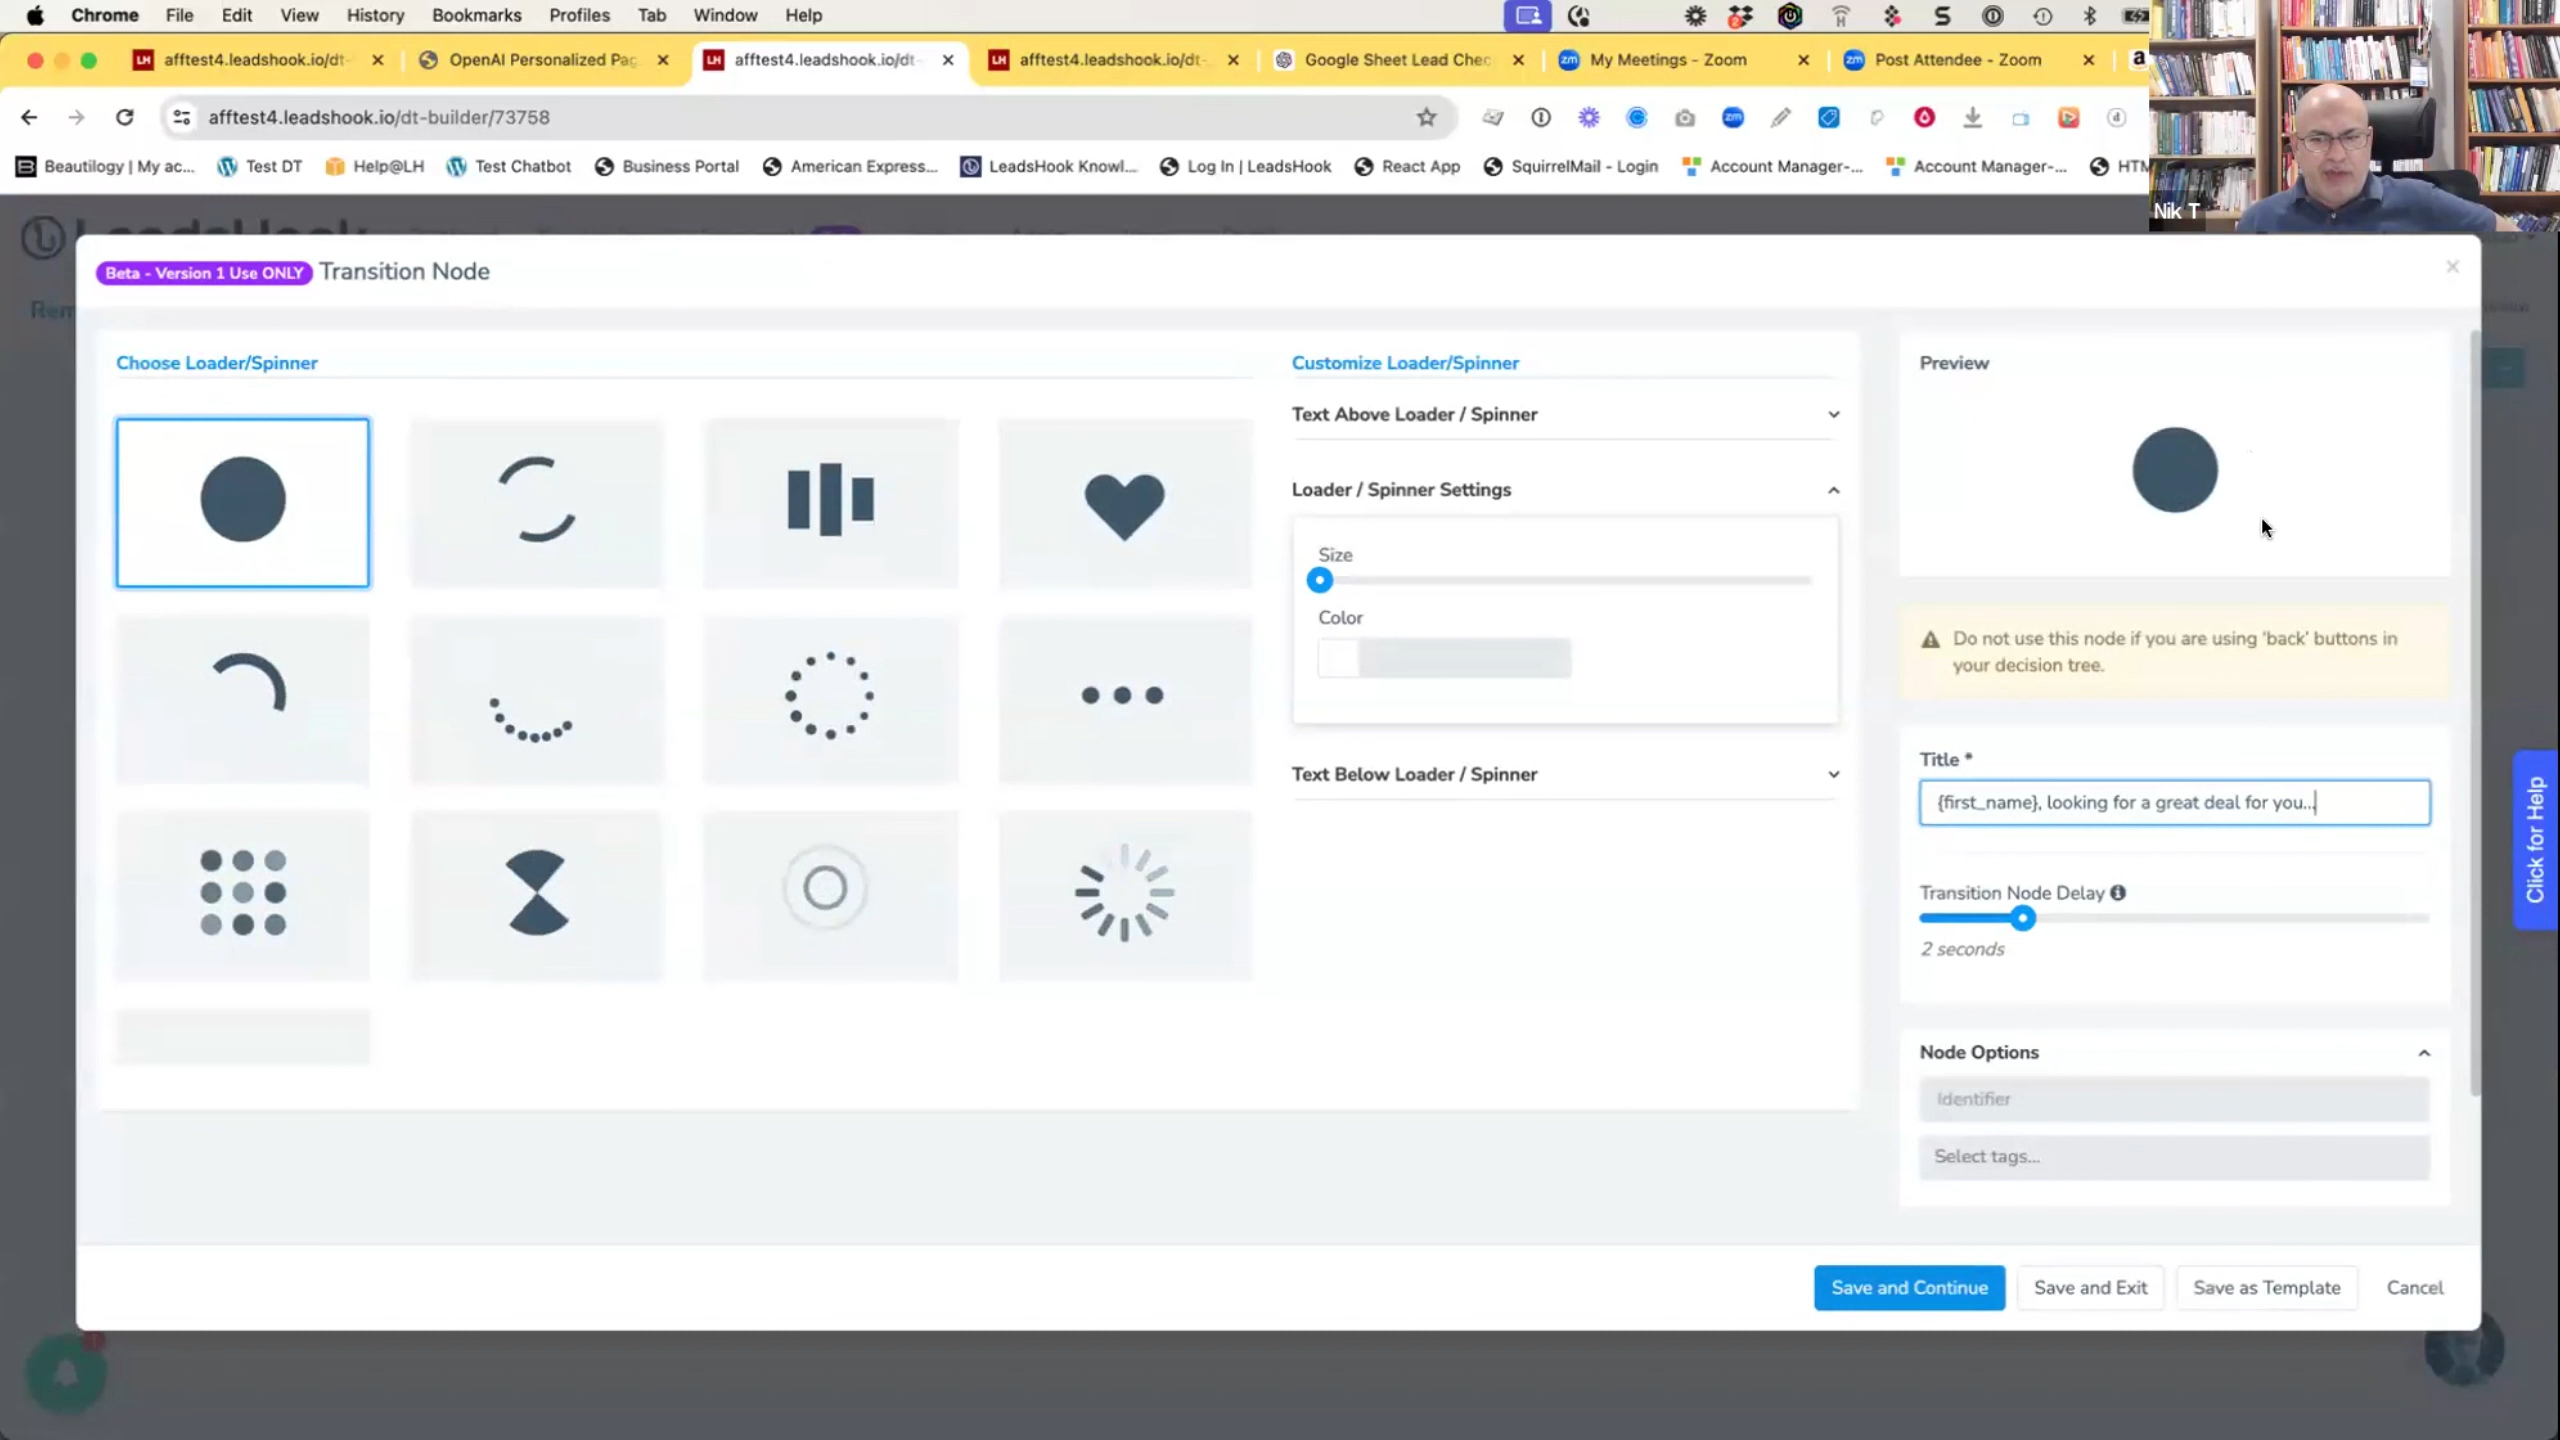 Chrome File Edit View History Bookmarks Profiles Tab Window Help
afftest4.leadshook.io/dt- OpenAI Personalized Pag afftest4.leadshook.io/dt- afftest4.leadshook.io/dt- Google Sheet Lead Chec My Meetings - Zoom Post Attendee - Zoom
afftest4.leadshook.io/dt-builder/73758
Beautilogy | My ac... Test DT Help@LH Test Chatbot Business Portal American Express... LeadsHook Knowl... Log In | LeadsHook React App SquirrelMail - Login Account Manager-... Account Manager-... HTM
Nik T
Beta - Version 1 Use ONLY Transition Node
Choose Loader/Spinner
Customize Loader/Spinner
Text Above Loader / Spinner
Loader / Spinner Settings
Size
Color
Text Below Loader / Spinner
Preview
Do not use this node if you are using 'back' buttons in
your decision tree.
Title *
{first_name}, looking for a great deal for you...
Transition Node Delay
2 seconds
Node Options
Identifier
Select tags...
Save and Continue Save and Exit Save as Template Cancel
Click for Help